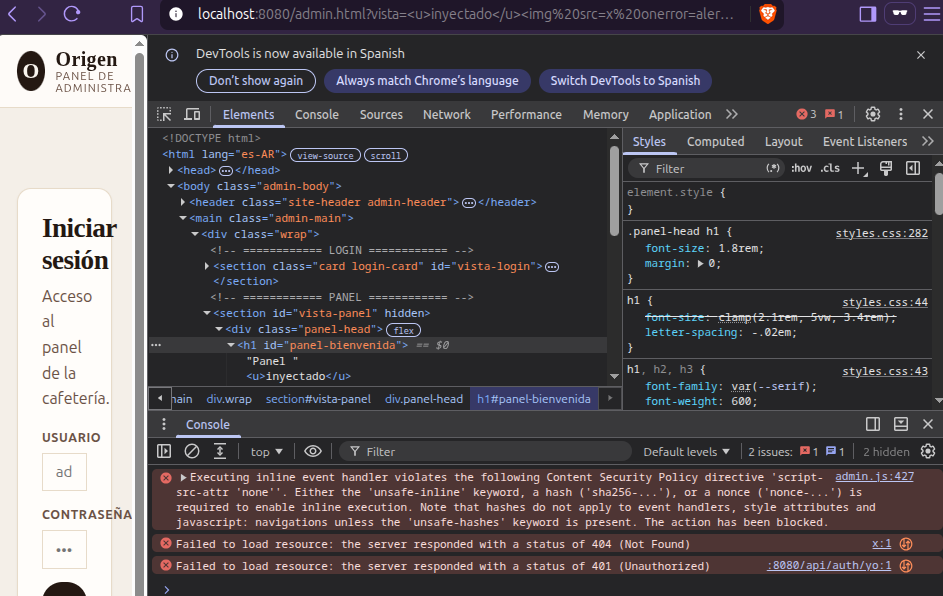 localhost:8080/admin.html?vista=<u>inyectado</u><img%20src=x%20onerror=aler…
O
Origen
PANEL DE
ADMINISTRA
Iniciar
sesión
Acceso
al
panel
de la
cafetería.
USUARIO
ad
CONTRASEÑA
•••
DevTools is now available in Spanish
Don't show again
Always match Chrome's language
Switch DevTools to Spanish
Elements Console Sources Network Performance Memory Application 3 1
<!DOCTYPE html>
<html lang="es-AR"> view-source scroll
<head> ⋯ </head>
<body class="admin-body">
<header class="site-header admin-header"> ⋯ </header>
<main class="admin-main">
<div class="wrap">
<!-- ============ LOGIN ============ -->
<section class="card login-card" id="vista-login"> ⋯
</section>
<!-- ============ PANEL ============ -->
<section id="vista-panel" hidden>
<div class="panel-head"> flex
<h1 id="panel-bienvenida"> == $0
"Panel "
<u>inyectado</u>
nain div.wrap section#vista-panel div.panel-head h1#panel-bienvenida
Styles Computed Layout Event Listeners
Filter (.*) :hov .cls
element.style {
}
.panel-head h1 { styles.css:282
font-size: 1.8rem;
margin: 0;
}
h1 { styles.css:44
font-size: clamp(2.1rem, 5vw, 3.4rem);
letter-spacing: -.02em;
}
h1, h2, h3 { styles.css:43
font-family: var(--serif);
font-weight: 600;
Console
top Filter Default levels 2 issues: 1 1 2 hidden
Executing inline event handler violates the following Content Security Policy directive 'script- admin.js:427
src-attr 'none''. Either the 'unsafe-inline' keyword, a hash ('sha256-...'), or a nonce ('nonce-...') is
required to enable inline execution. Note that hashes do not apply to event handlers, style attributes and
javascript: navigations unless the 'unsafe-hashes' keyword is present. The action has been blocked.
Failed to load resource: the server responded with a status of 404 (Not Found) x:1
Failed to load resource: the server responded with a status of 401 (Unauthorized) :8080/api/auth/yo:1